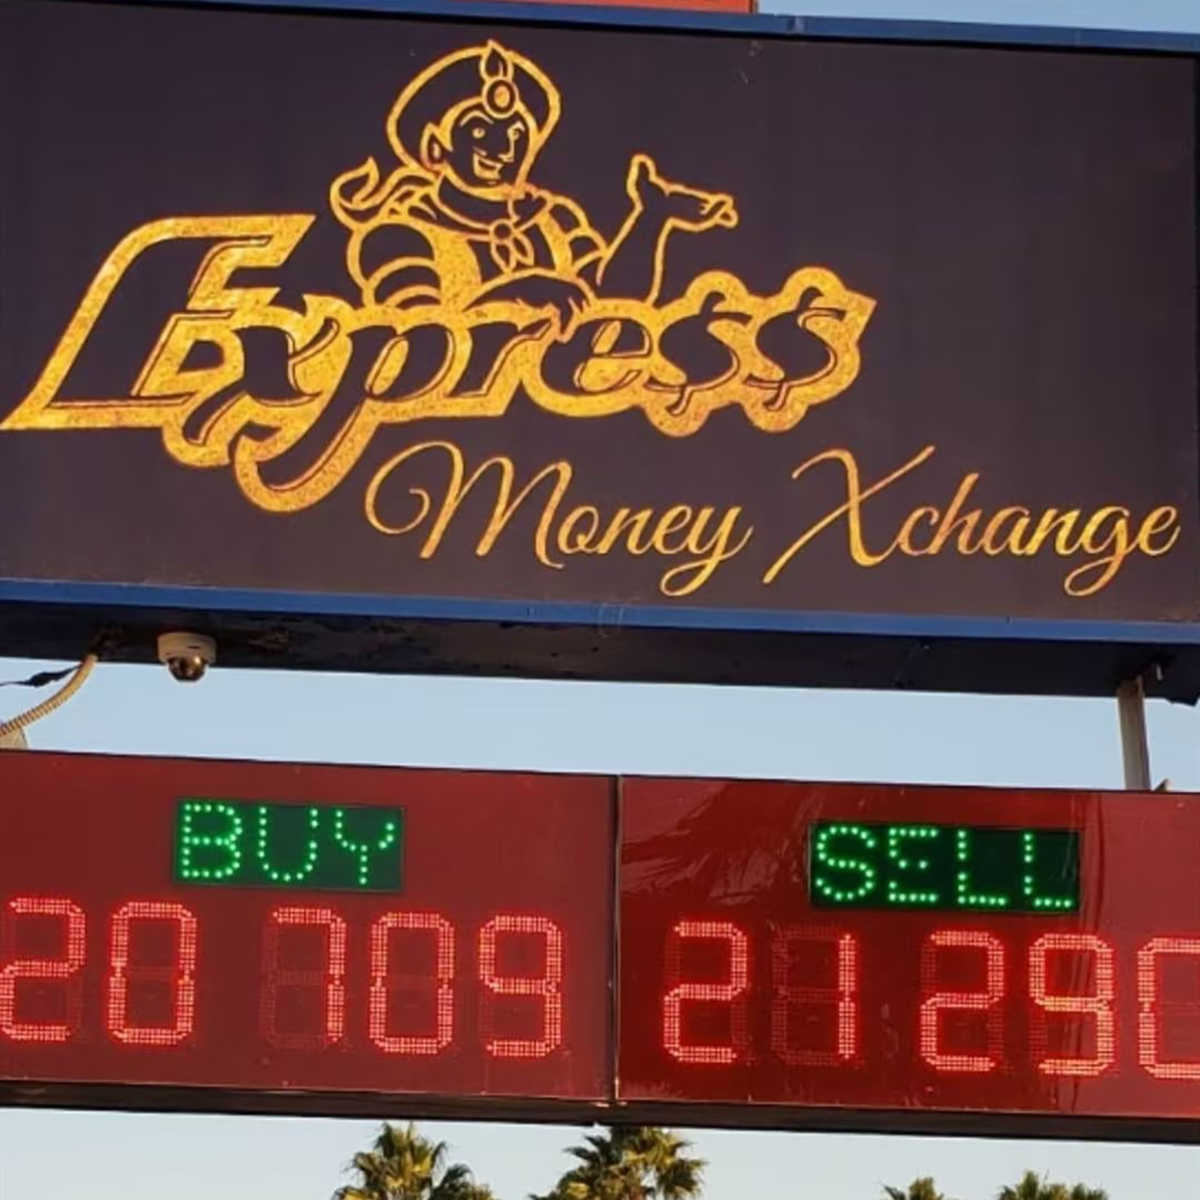 Expre$$
Money Xchange
BUY SELL
20 709 21 29